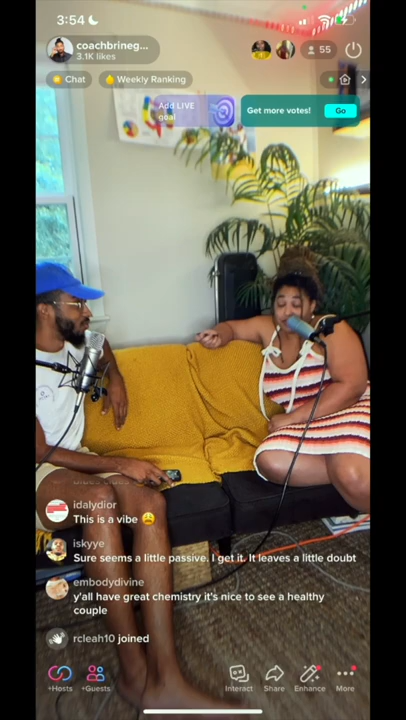 3:54
coachbrineg...
3.1K likes
55
Chat
Weekly Ranking
Add LIVE
goal
Get more votes!
Go
idalydior
This is a vibe 😩
iskyye
Sure seems a little passive. I get it. It leaves a little doubt
embodydivine
y'all have great chemistry it's nice to see a healthy
couple
rcleah10 joined
+Hosts
+Guests
Interact
Share
Enhance
More